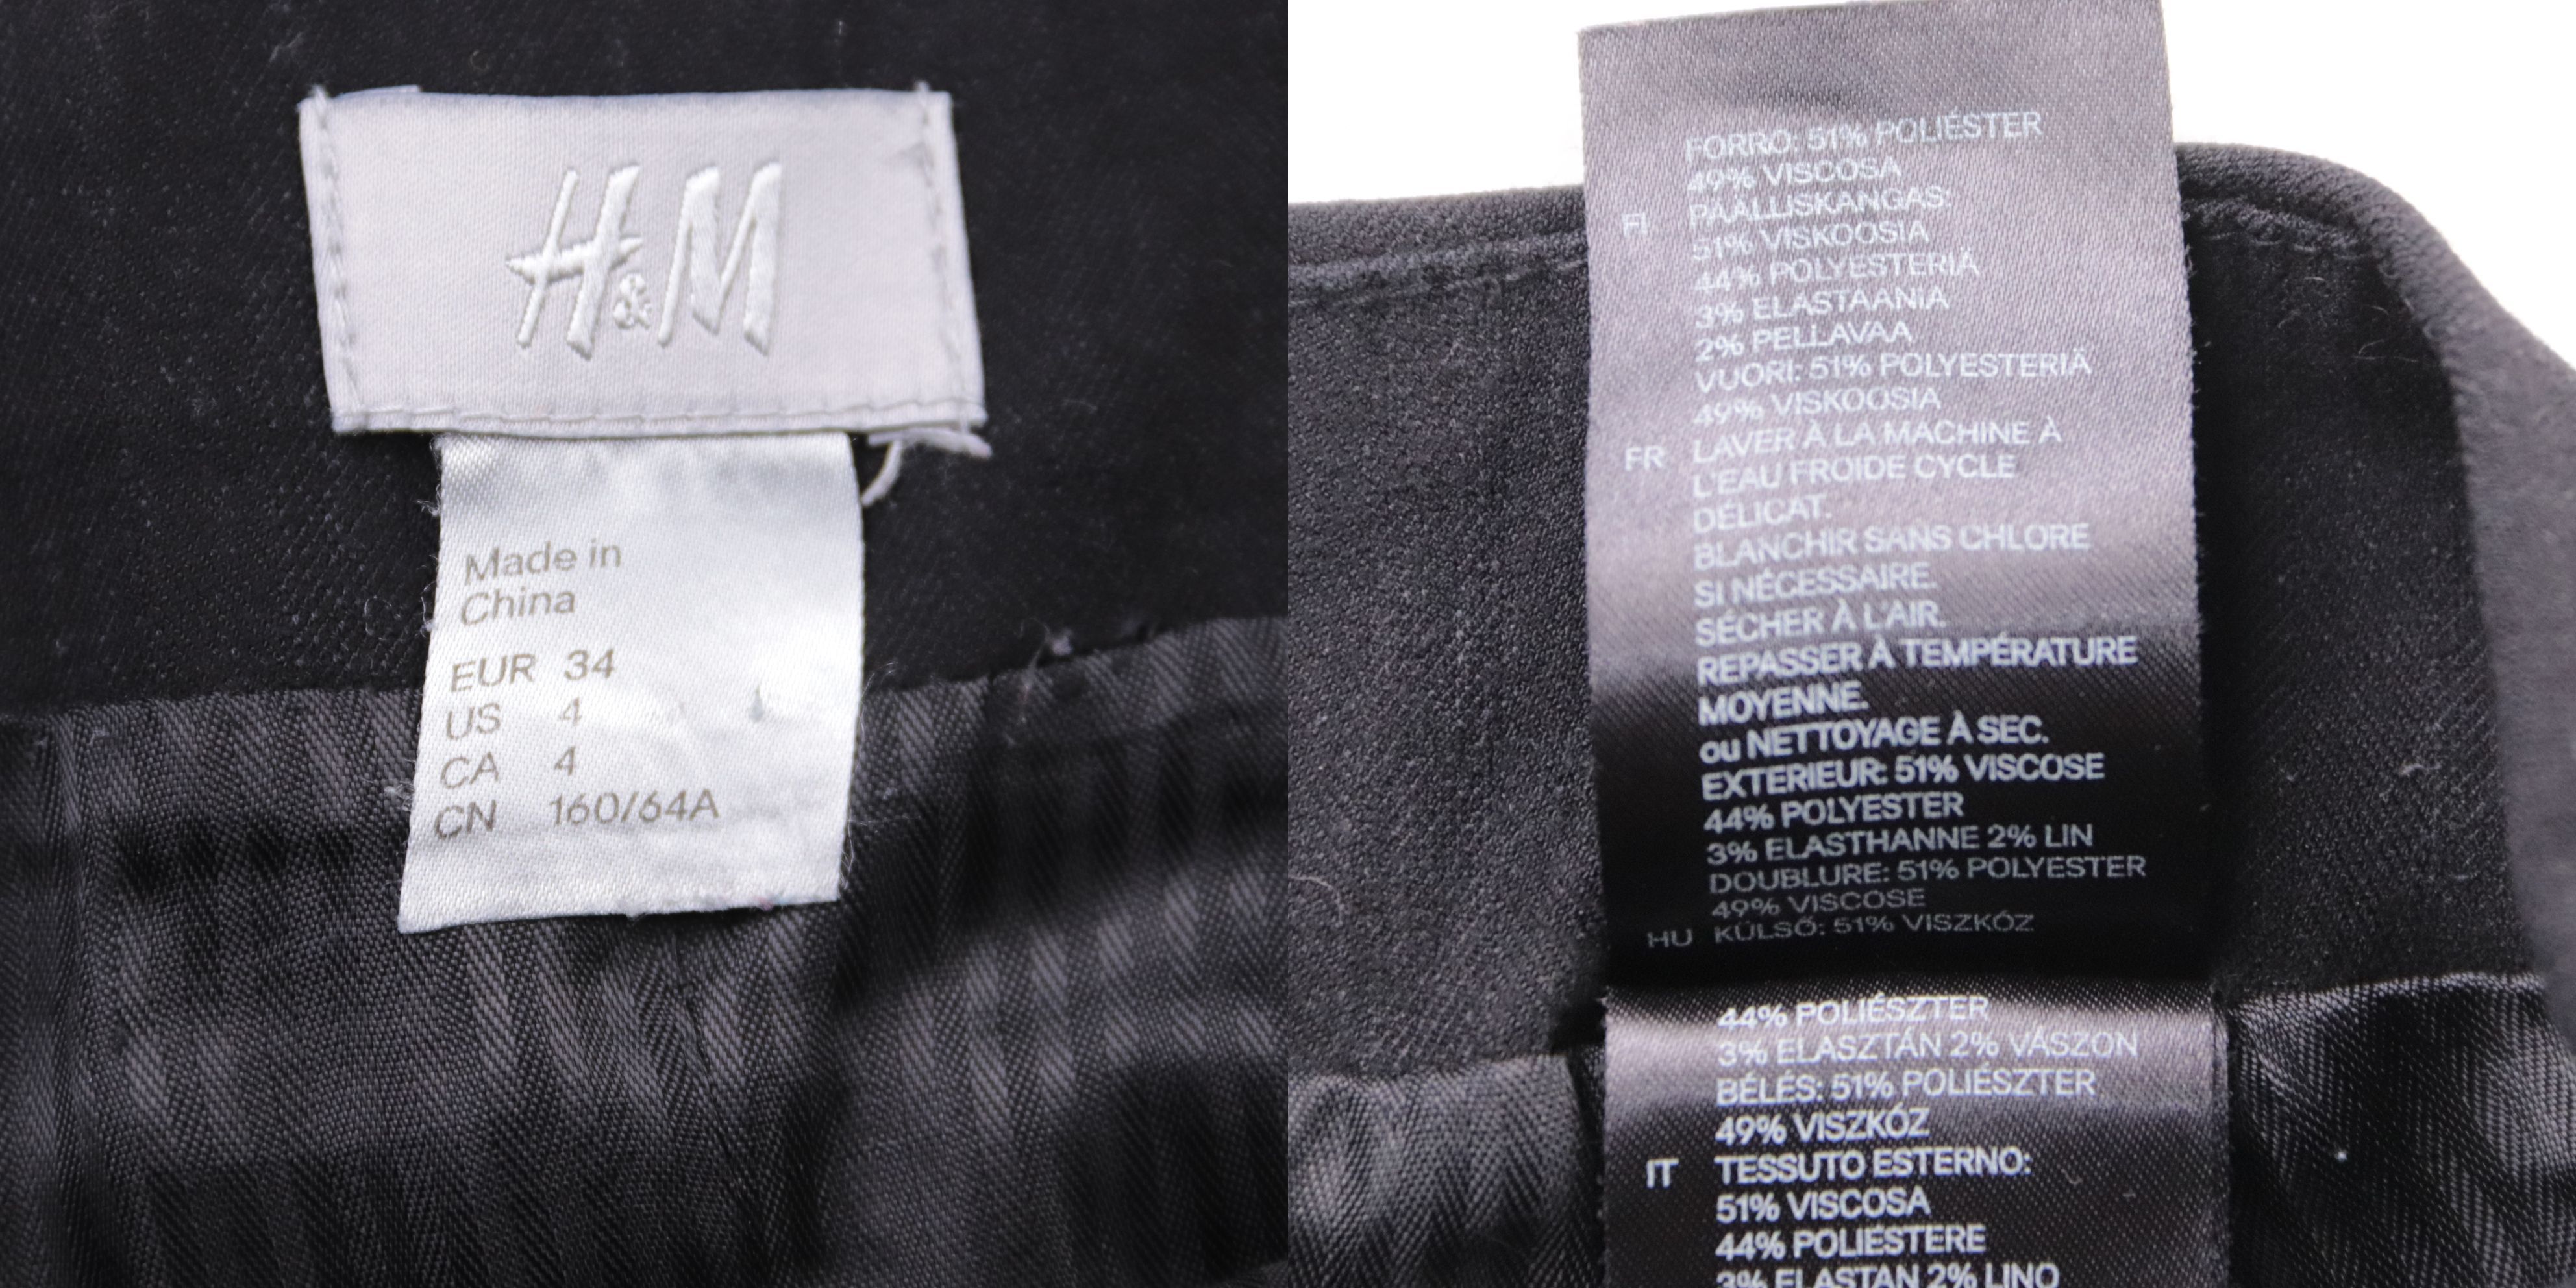 H&M
Made in
China
EUR 34
US 4
CA 4
CN 160/64A
FORRO: 51% POLIÉSTER
49% VISCOSA
FI PÄÄLLISKANGAS:
51% VISKOOSIA
44% POLYESTERIÄ
3% ELASTAANIA
2% PELLAVAA
VUORI: 51% POLYESTERIÄ
49% VISKOOSIA
FR LAVER À LA MACHINE À
L'EAU FROIDE CYCLE
DÉLICAT.
BLANCHIR SANS CHLORE
SI NÉCESSAIRE.
SÉCHER À L'AIR.
REPASSER À TEMPÉRATURE
MOYENNE.
ou NETTOYAGE À SEC.
EXTERIEUR: 51% VISCOSE
44% POLYESTER
3% ELASTHANNE 2% LIN
DOUBLURE: 51% POLYESTER
49% VISCOSE
HU KÜLSŐ: 51% VISZKÓZ
44% POLIÉSZTER
3% ELASZTÁN 2% VÁSZON
BÉLÉS: 51% POLIÉSZTER
49% VISZKÓZ
IT TESSUTO ESTERNO:
51% VISCOSA
44% POLIESTERE
3% ELASTAN 2% LINO